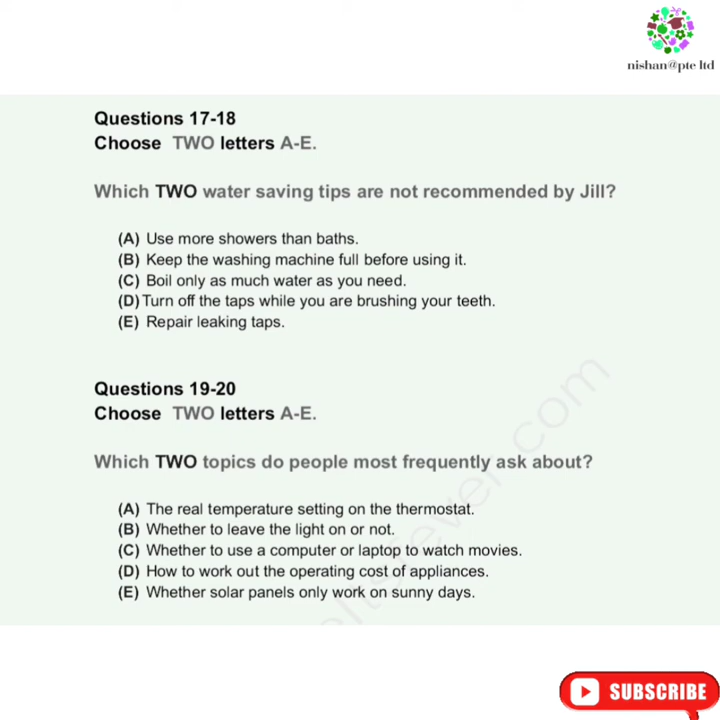 nishan@pte ltd
Questions 17-18
Choose TWO letters A-E.
Which TWO water saving tips are not recommended by Jill?
(A) Use more showers than baths.
(B) Keep the washing machine full before using it.
(C) Boil only as much water as you need.
(D) Turn off the taps while you are brushing your teeth.
(E) Repair leaking taps.
Questions 19-20
Choose TWO letters A-E.
Which TWO topics do people most frequently ask about?
(A) The real temperature setting on the thermostat.
(B) Whether to leave the light on or not.
(C) Whether to use a computer or laptop to watch movies.
(D) How to work out the operating cost of appliances.
(E) Whether solar panels only work on sunny days.
SUBSCRIBE